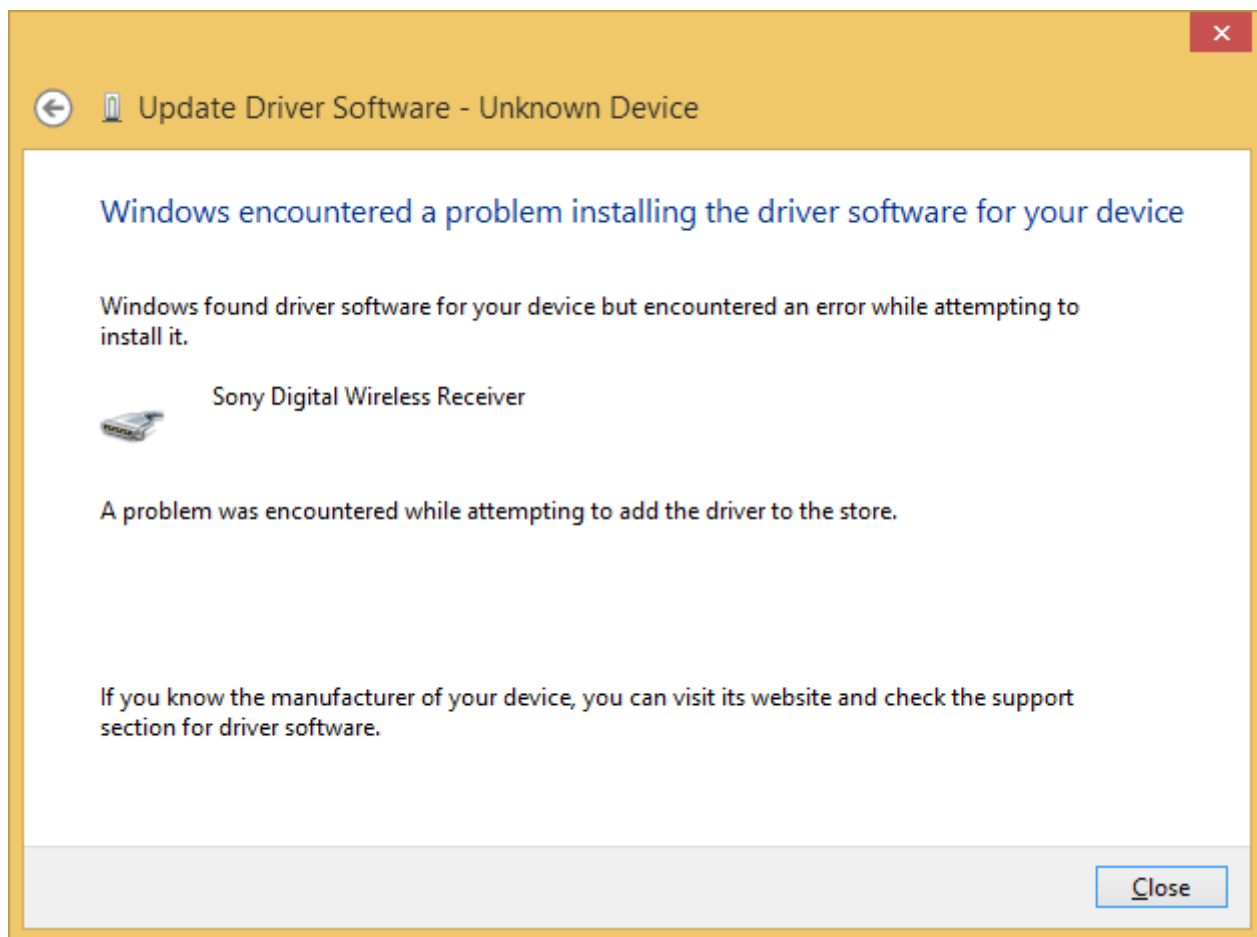 Update Driver Software - Unknown Device
Windows encountered a problem installing the driver software for your device
Windows found driver software for your device but encountered an error while attempting to
install it.
Sony Digital Wireless Receiver
A problem was encountered while attempting to add the driver to the store.
If you know the manufacturer of your device, you can visit its website and check the support
section for driver software.
Close